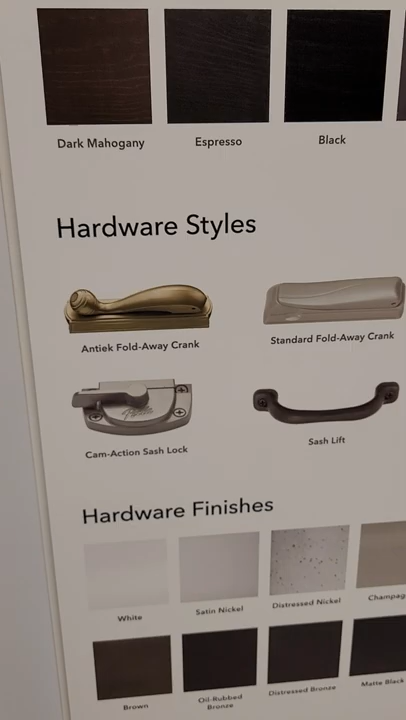 Dark Mahogany Espresso Black
Hardware Styles
Antiek Fold-Away Crank Standard Fold-Away Crank
Cam-Action Sash Lock Sash Lift
Hardware Finishes
White Satin Nickel Distressed Nickel Champag
Brown Oil-Rubbed Distressed Bronze Matte Black
Bronze